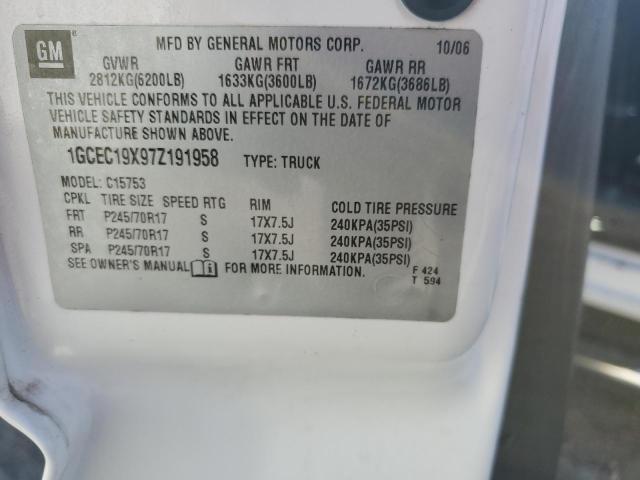 GM ®
MFD BY GENERAL MOTORS CORP. 10/06
GVWR GAWR FRT GAWR RR
2812KG(6200LB) 1633KG(3600LB) 1672KG(3686LB)
THIS VEHICLE CONFORMS TO ALL APPLICABLE U.S. FEDERAL MOTOR
VEHICLE SAFETY STANDARDS IN EFFECT ON THE DATE OF
MANUFACTURE SHOWN ABOVE.
1GCEC19X97Z191958 TYPE: TRUCK
MODEL: C15753
CPKL TIRE SIZE SPEED RTG RIM COLD TIRE PRESSURE
FRT P245/70R17 S 17X7.5J 240KPA(35PSI)
RR P245/70R17 S 17X7.5J 240KPA(35PSI)
SPA P245/70R17 S 17X7.5J 240KPA(35PSI)
SEE OWNER'S MANUAL FOR MORE INFORMATION. F 424
T 594